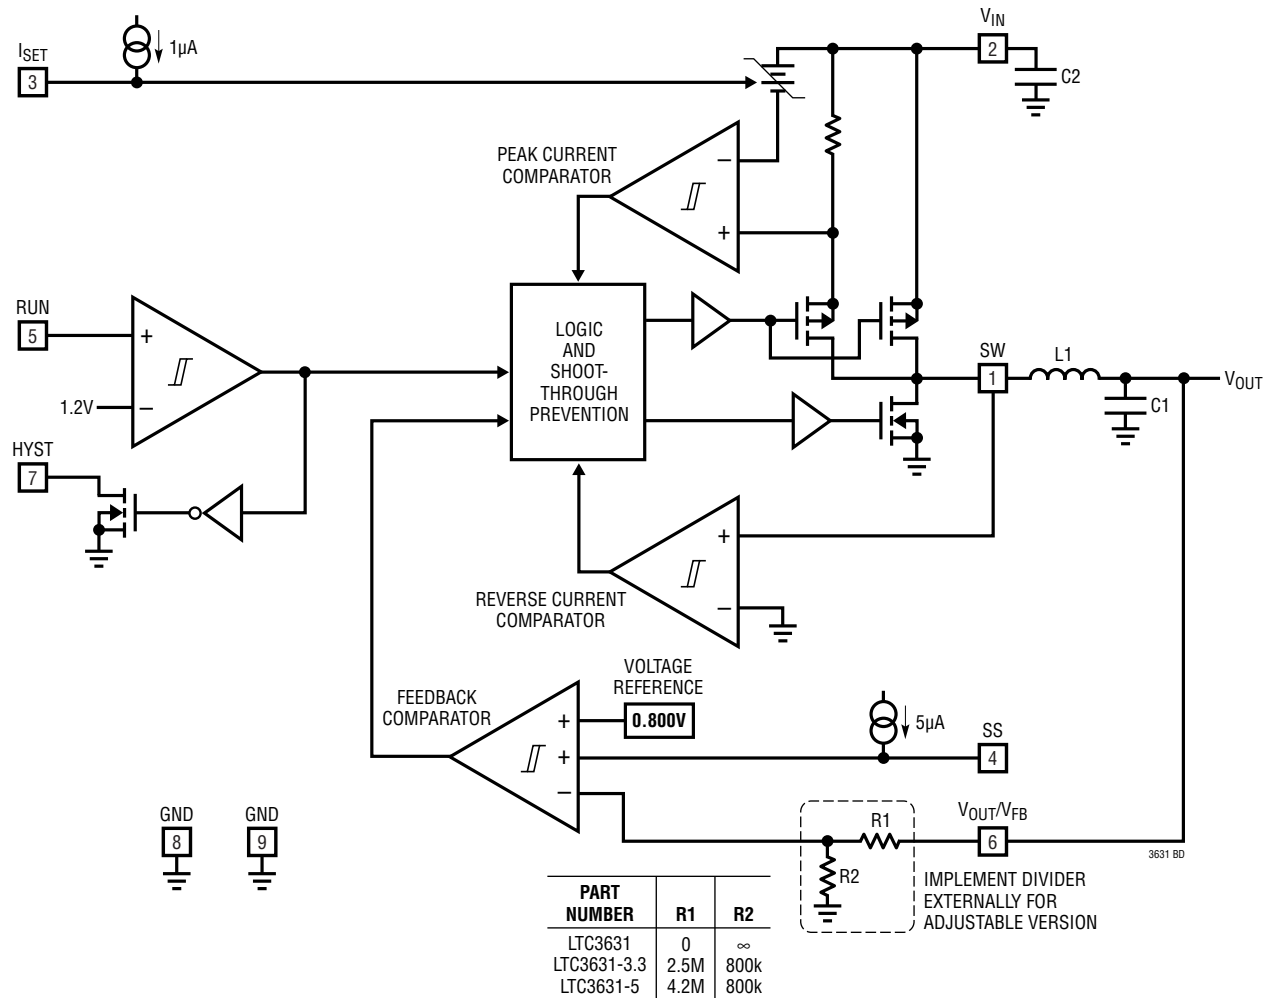 VIN
2
C2
1µA
ISET
3
PEAK CURRENT
COMPARATOR
−
+
RUN
5
+
1.2V
−
HYST
7
LOGIC
AND
SHOOT-
THROUGH
PREVENTION
SW
1
L1
VOUT
C1
+
−
REVERSE CURRENT
COMPARATOR
VOLTAGE
REFERENCE
0.800V
FEEDBACK
COMPARATOR
+
+
−
5µA
SS
4
GND
8
GND
9
R1
R2
VOUT/VFB
6
3631 BD
IMPLEMENT DIVIDER
EXTERNALLY FOR
ADJUSTABLE VERSION
PART
NUMBER R1 R2
LTC3631 0 ∞
LTC3631-3.3 2.5M 800k
LTC3631-5 4.2M 800k